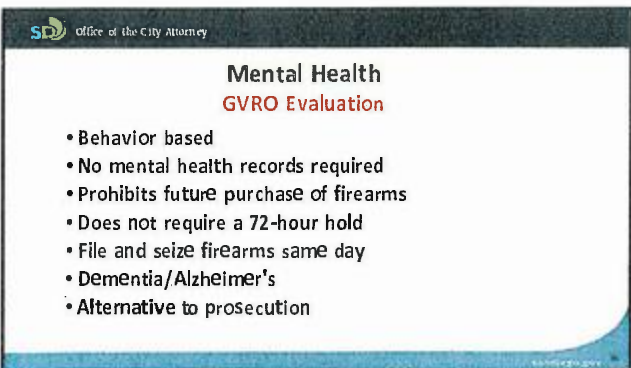 SD Office of the City Attorney
Mental Health
GVRO Evaluation
• Behavior based
• No mental health records required
• Prohibits future purchase of firearms
• Does not require a 72-hour hold
• File and seize firearms same day
• Dementia/Alzheimer's
• Alternative to prosecution
sandiego.gov